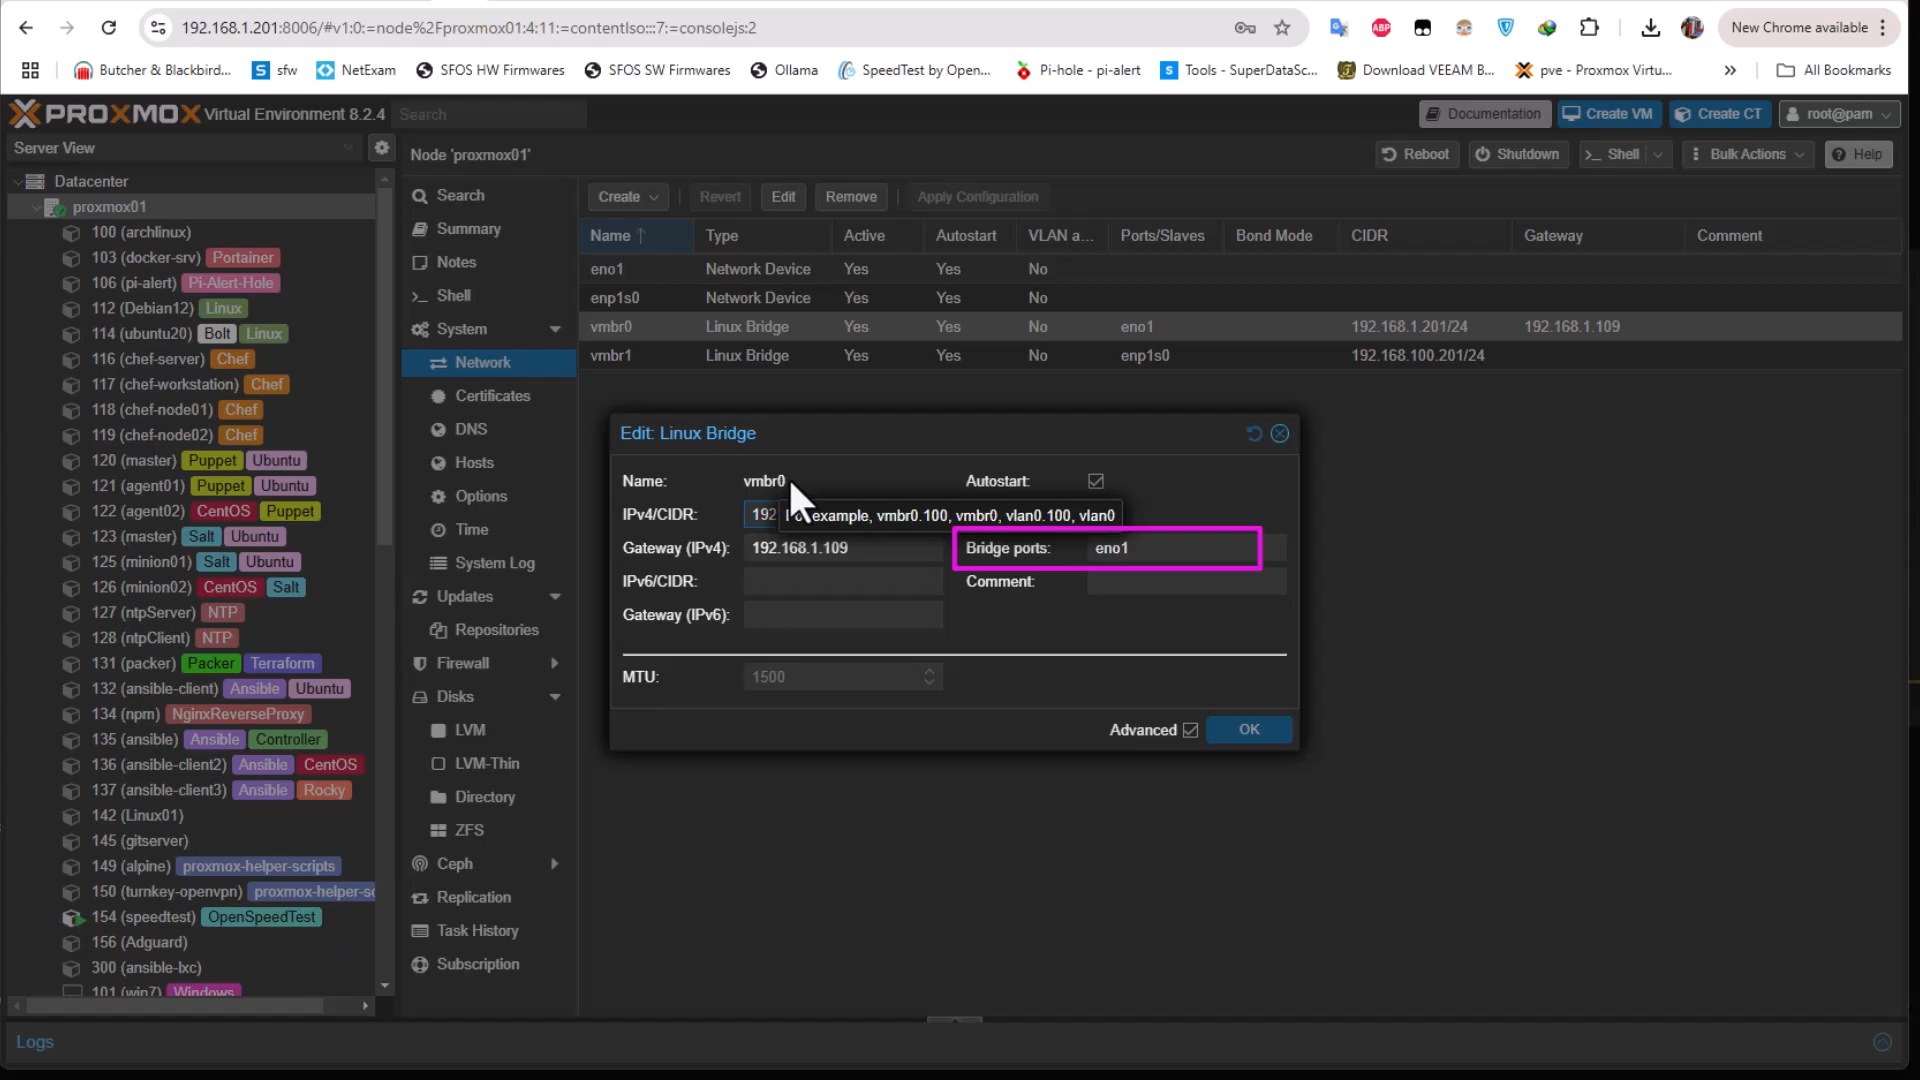 192.168.1.201:8006/#v1:0:=node%2Fproxmox01:4:11:=contentIso:::7:=consolejs:2
New Chrome available
Butcher & Blackbird...
sfw
NetExam
SFOS HW Firmwares
SFOS SW Firmwares
Ollama
SpeedTest by Open...
Pi-hole - pi-alert
Tools - SuperDataSc...
Download VEEAM B...
pve - Proxmox Virtu...
All Bookmarks
PROXMOX Virtual Environment 8.2.4
Search
Documentation
Create VM
Create CT
root@pam
Server View
Node 'proxmox01'
Reboot
Shutdown
Shell
Bulk Actions
Help
Datacenter
proxmox01
100 (archlinux)
103 (docker-srv) Portainer
106 (pi-alert) Pi-Alert-Hole
112 (Debian12) Linux
114 (ubuntu20) Bolt Linux
116 (chef-server) Chef
117 (chef-workstation) Chef
118 (chef-node01) Chef
119 (chef-node02) Chef
120 (master) Puppet Ubuntu
121 (agent01) Puppet Ubuntu
122 (agent02) CentOS Puppet
123 (master) Salt Ubuntu
125 (minion01) Salt Ubuntu
126 (minion02) CentOS Salt
127 (ntpServer) NTP
128 (ntpClient) NTP
131 (packer) Packer Terraform
132 (ansible-client) Ansible Ubuntu
134 (npm) NginxReverseProxy
135 (ansible) Ansible Controller
136 (ansible-client2) Ansible CentOS
137 (ansible-client3) Ansible Rocky
142 (Linux01)
145 (gitserver)
149 (alpine) proxmox-helper-scripts
150 (turnkey-openvpn) proxmox-helper-sc
154 (speedtest) OpenSpeedTest
156 (Adguard)
300 (ansible-lxc)
101 (win7) Windows
Search
Summary
Notes
Shell
System
Network
Certificates
DNS
Hosts
Options
Time
System Log
Updates
Repositories
Firewall
Disks
LVM
LVM-Thin
Directory
ZFS
Ceph
Replication
Task History
Subscription
Create
Revert
Edit
Remove
Apply Configuration
Name Type Active Autostart VLAN a... Ports/Slaves Bond Mode CIDR Gateway Comment
eno1 Network Device Yes Yes No
enp1s0 Network Device Yes Yes No
vmbr0 Linux Bridge Yes Yes No eno1 192.168.1.201/24 192.168.1.109
vmbr1 Linux Bridge Yes Yes No enp1s0 192.168.100.201/24
Edit: Linux Bridge
Name: vmbr0 Autostart:
IPv4/CIDR: 192
example, vmbr0.100, vmbr0, vlan0.100, vlan0
Gateway (IPv4): 192.168.1.109 Bridge ports: eno1
IPv6/CIDR: Comment:
Gateway (IPv6):
MTU: 1500
Advanced
OK
Logs